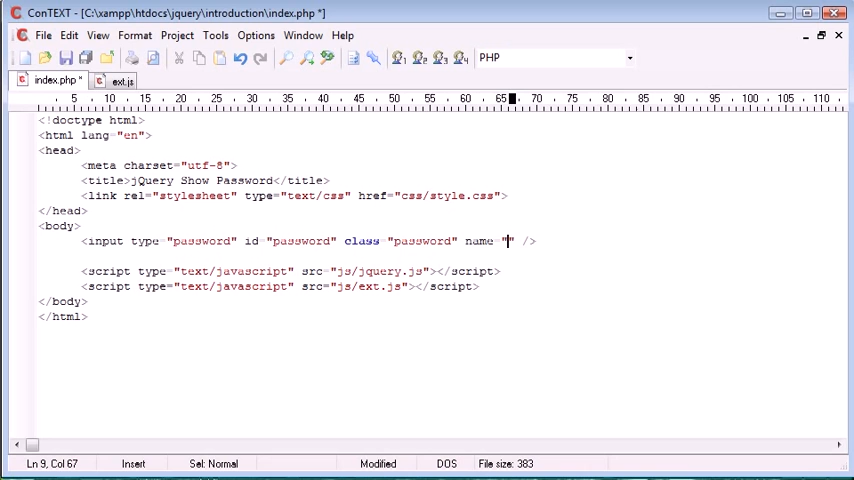 ConTEXT - [C:\xampp\htdocs\jquery\introduction\index.php *]
File Edit View Format Project Tools Options Window Help
1 2 3 4 PHP
index.php * ext.js
5 10 15 20 25 30 35 40 45 50 55 60 65 70 75 80 85 90 95 100 105 110
<!doctype html>
<html lang="en">
<head>
<meta charset="utf-8">
<title>jQuery Show Password</title>
<link rel="stylesheet" type="text/css" href="css/style.css">
</head>
<body>
<input type="password" id="password" class="password" name="" />
<script type="text/javascript" src="js/jquery.js"></script>
<script type="text/javascript" src="js/ext.js"></script>
</body>
</html>
Ln 9, Col 67 Insert Sel: Normal Modified DOS File size: 383